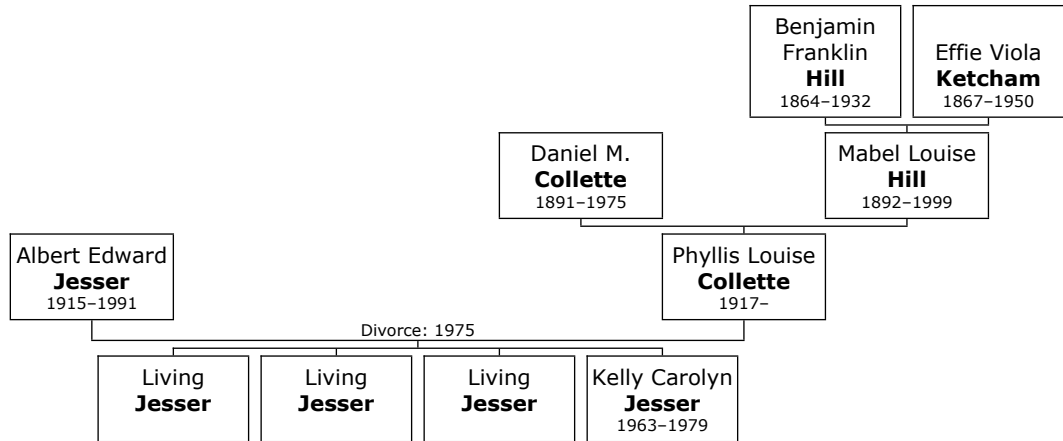 Benjamin
Franklin
Hill
1864–1932
Effie Viola
Ketcham
1867–1950
Daniel M.
Collette
1891–1975
Mabel Louise
Hill
1892–1999
Albert Edward
Jesser
1915–1991
Phyllis Louise
Collette
1917–
Divorce: 1975
Living
Jesser
Living
Jesser
Living
Jesser
Kelly Carolyn
Jesser
1963–1979